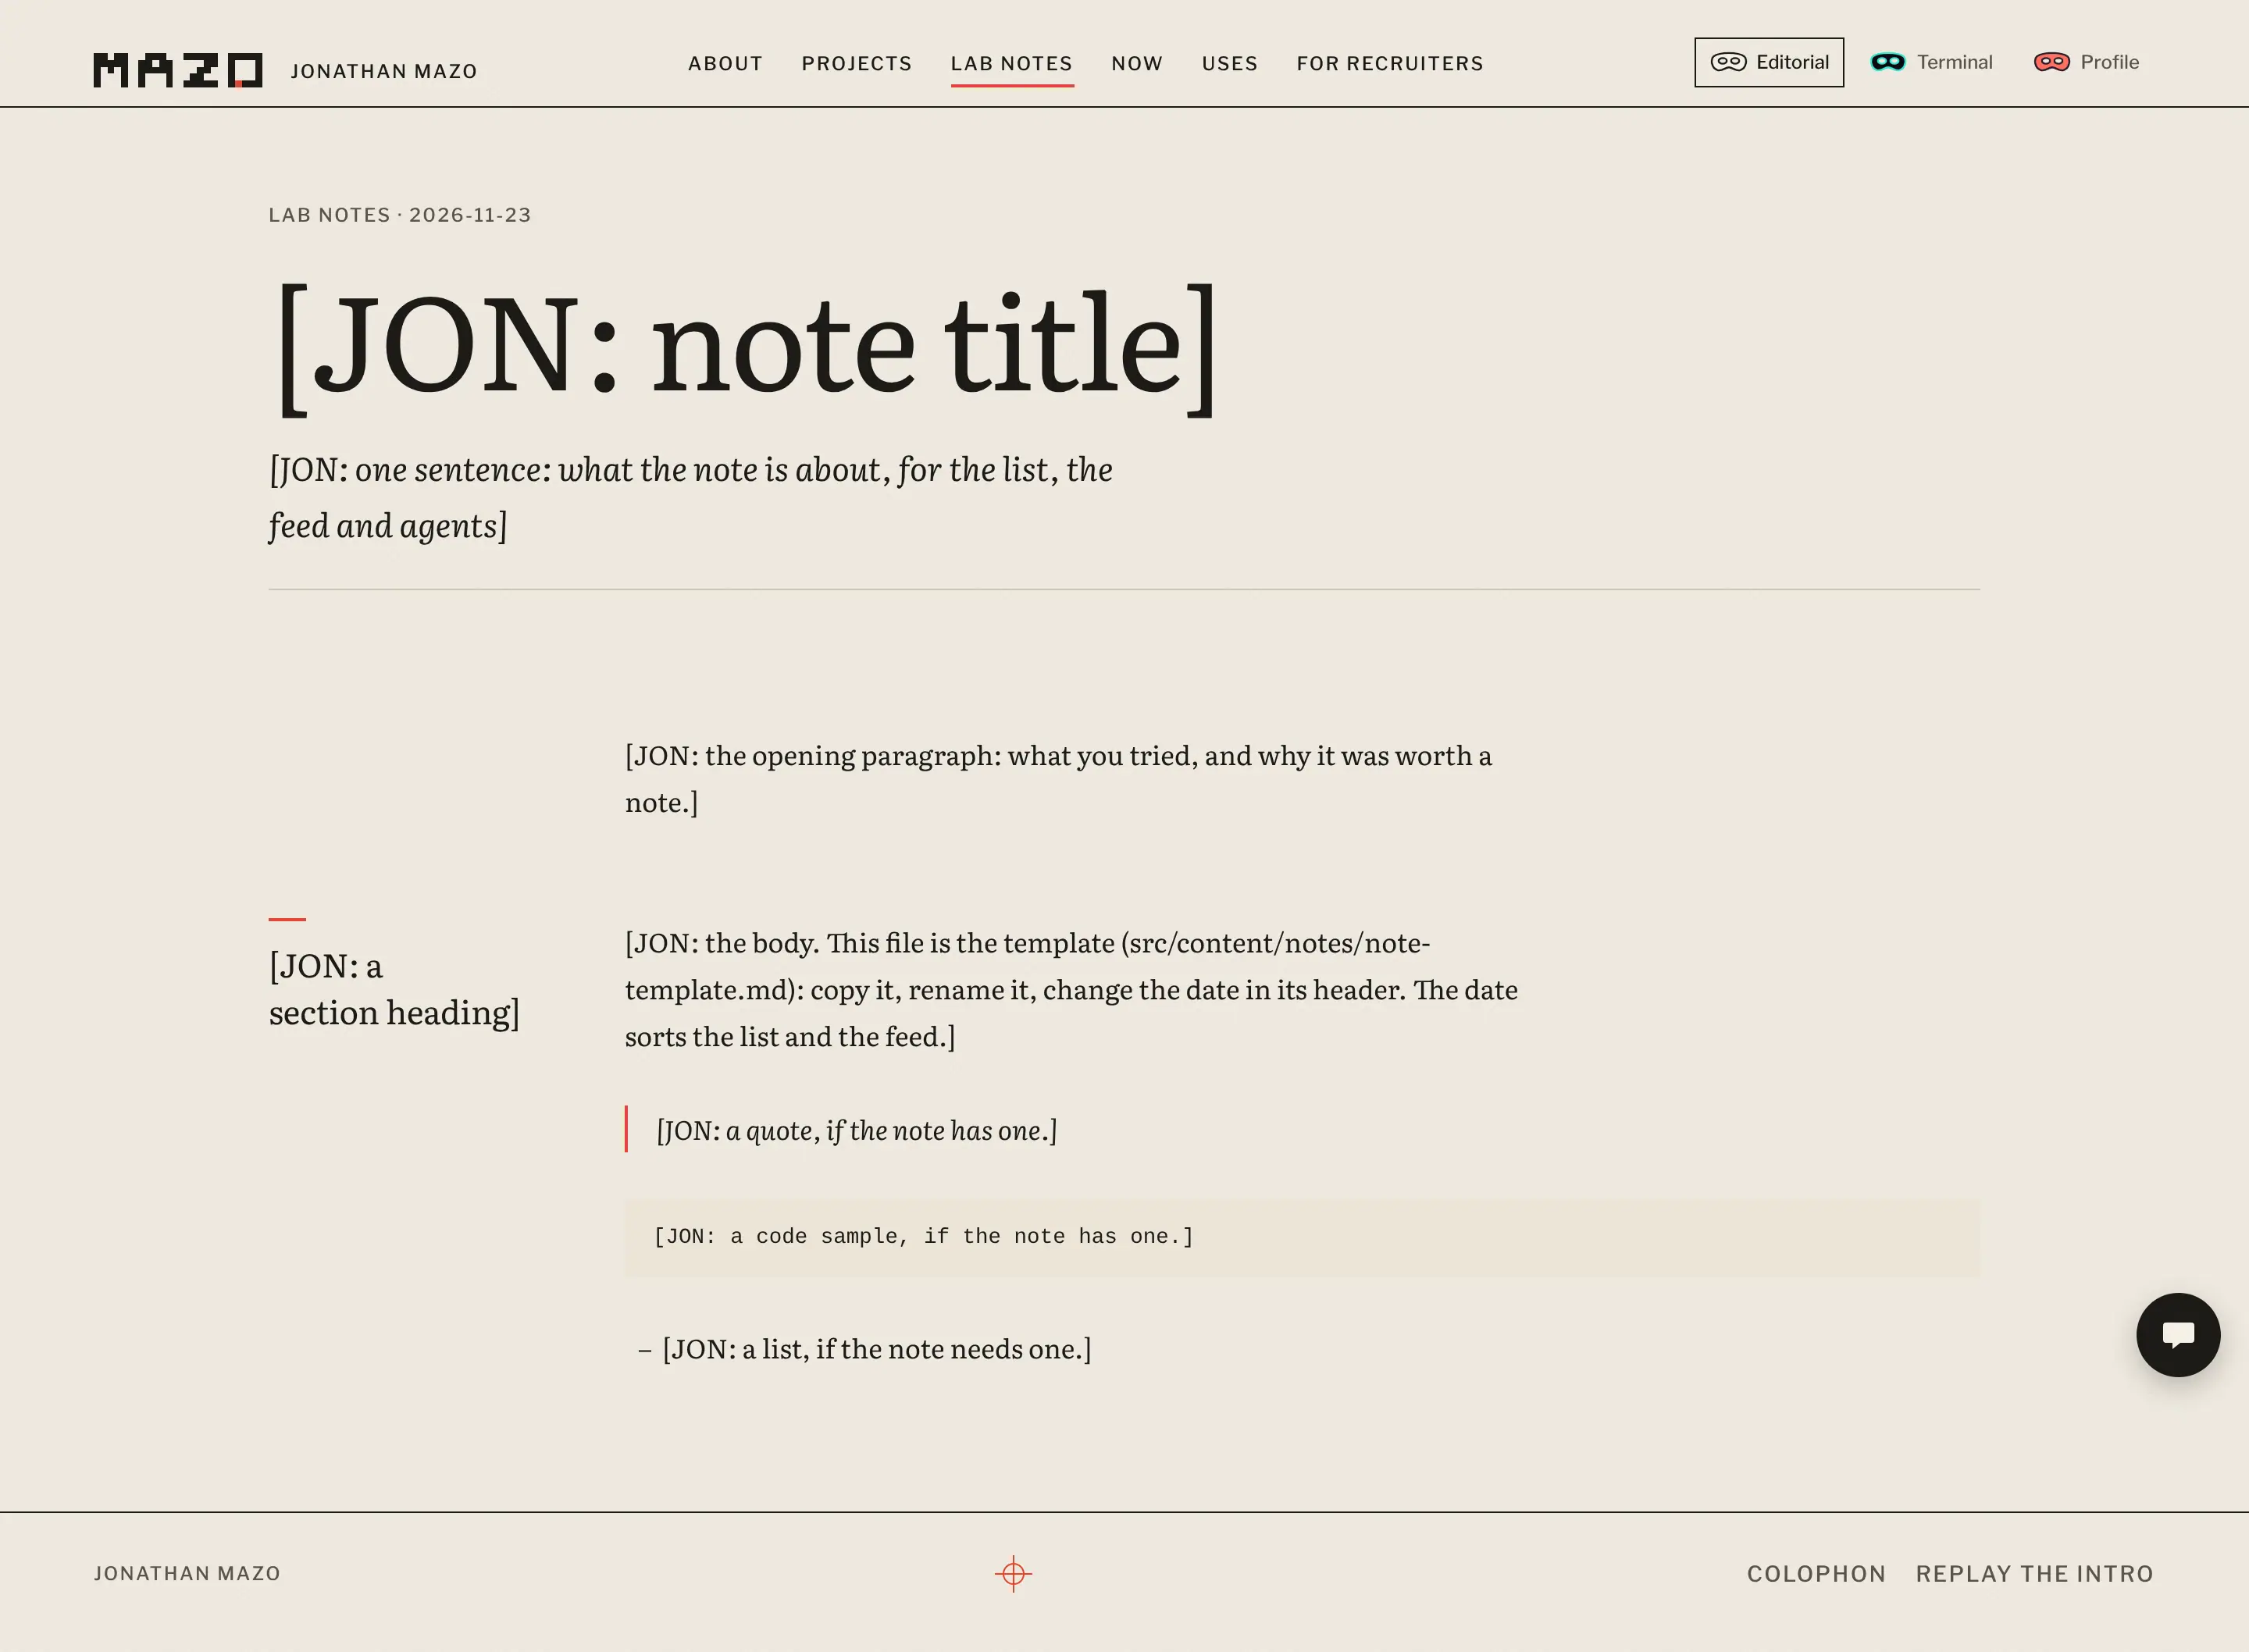 MAZO
JONATHAN MAZO
ABOUT
PROJECTS
LAB NOTES
NOW
USES
FOR RECRUITERS
Editorial
Terminal
Profile
LAB NOTES · 2026-11-23
[JON: note title]
[JON: one sentence: what the note is about, for the list, the
feed and agents]
[JON: the opening paragraph: what you tried, and why it was worth a
note.]
[JON: a
section heading]
[JON: the body. This file is the template (src/content/notes/note-
template.md): copy it, rename it, change the date in its header. The date
sorts the list and the feed.]
[JON: a quote, if the note has one.]
[JON: a code sample, if the note has one.]
– [JON: a list, if the note needs one.]
JONATHAN MAZO
COLOPHON
REPLAY THE INTRO